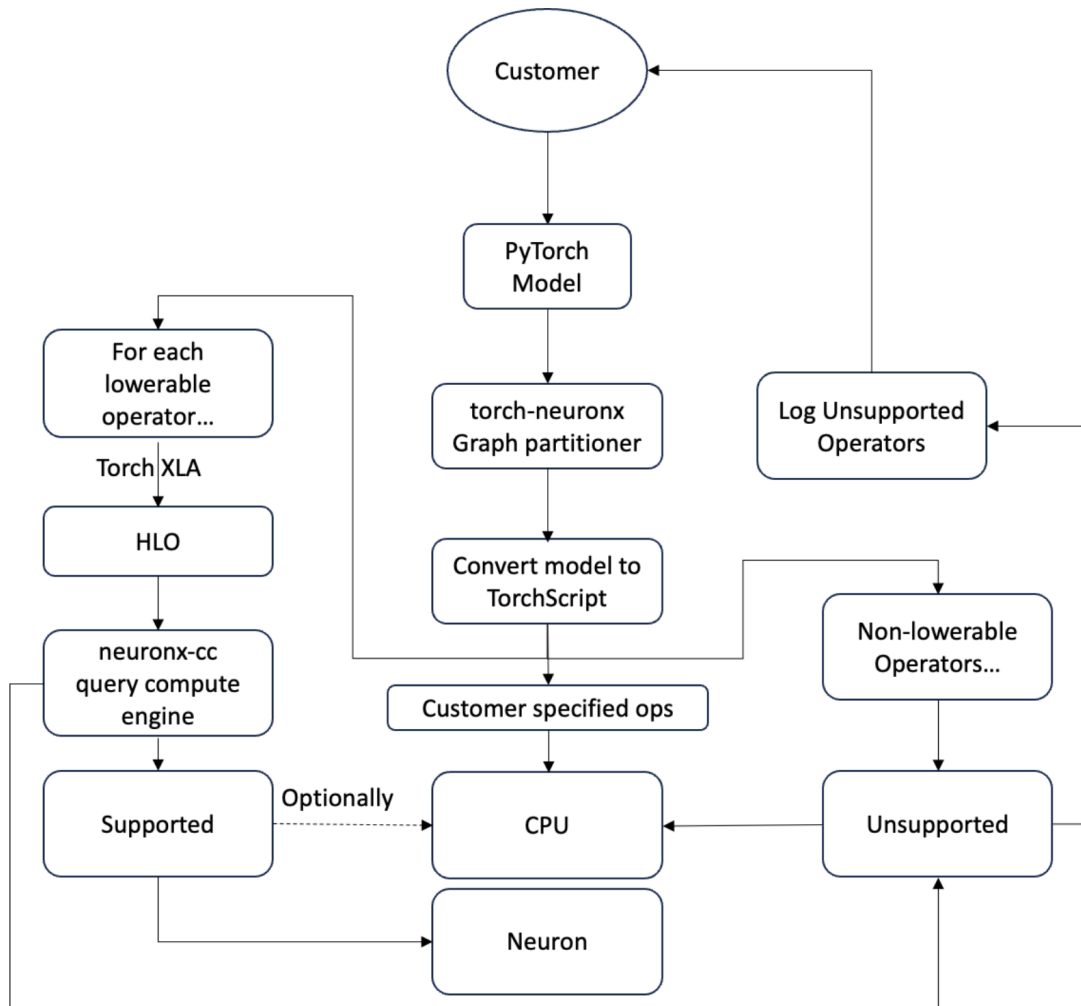 Customer
PyTorch
Model
For each
lowerable
operator...
torch-neuronx
Graph partitioner
Log Unsupported
Operators
Torch XLA
HLO
Convert model to
TorchScript
Non-lowerable
Operators...
neuronx-cc
query compute
engine
Customer specified ops
Supported
Optionally
CPU
Unsupported
Neuron